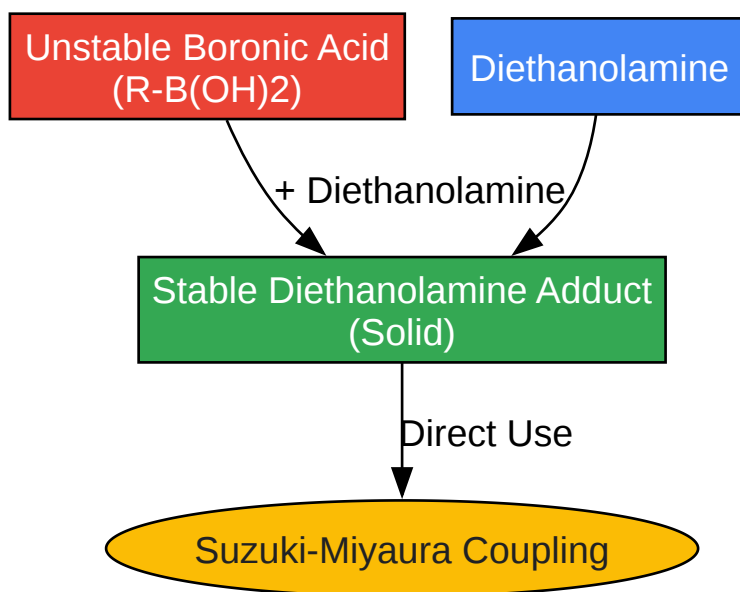 Unstable Boronic Acid
(R-B(OH)2)
Diethanolamine
+ Diethanolamine
Stable Diethanolamine Adduct
(Solid)
Direct Use
Suzuki-Miyaura Coupling